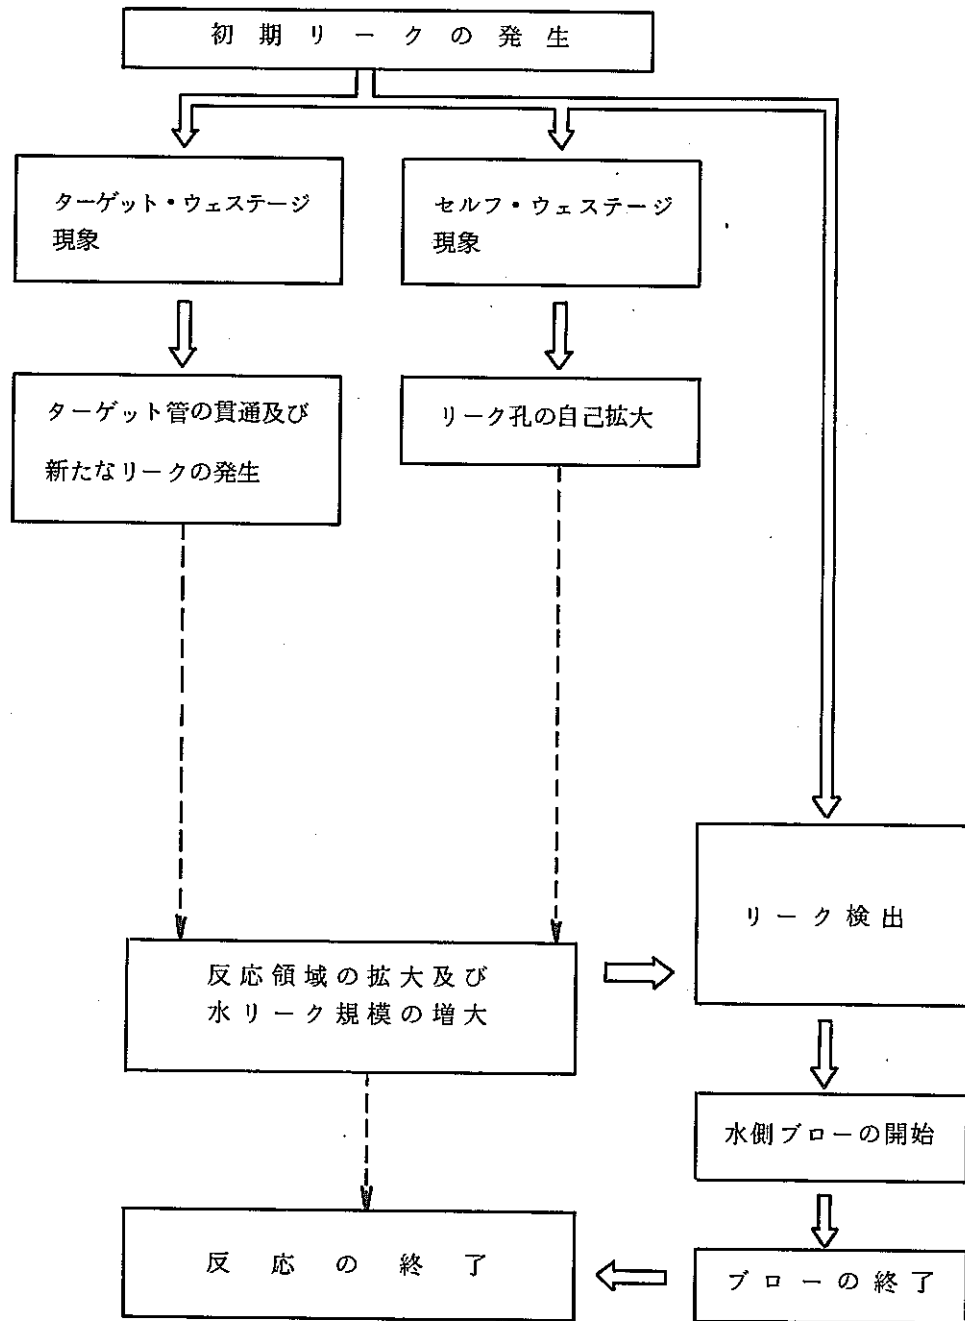 初期リークの発生
ターゲット・ウェステージ
現象
セルフ・ウェステージ
現象
ターゲット管の貫通及び
新たなリークの発生
リーク孔の自己拡大
リーク検出
反応領域の拡大及び
水リーク規模の増大
水側ブローの開始
反応の終了
ブローの終了